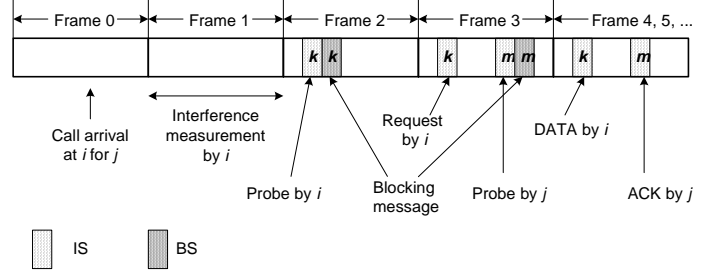 Frame 0 Frame 1 Frame 2 Frame 3 Frame 4, 5, ...
k k k m m k m
Call arrival
at i for j
Interference
measurement
by i
Probe by i
Blocking
message
Request
by i
Probe by j
DATA by i
ACK by j
IS BS